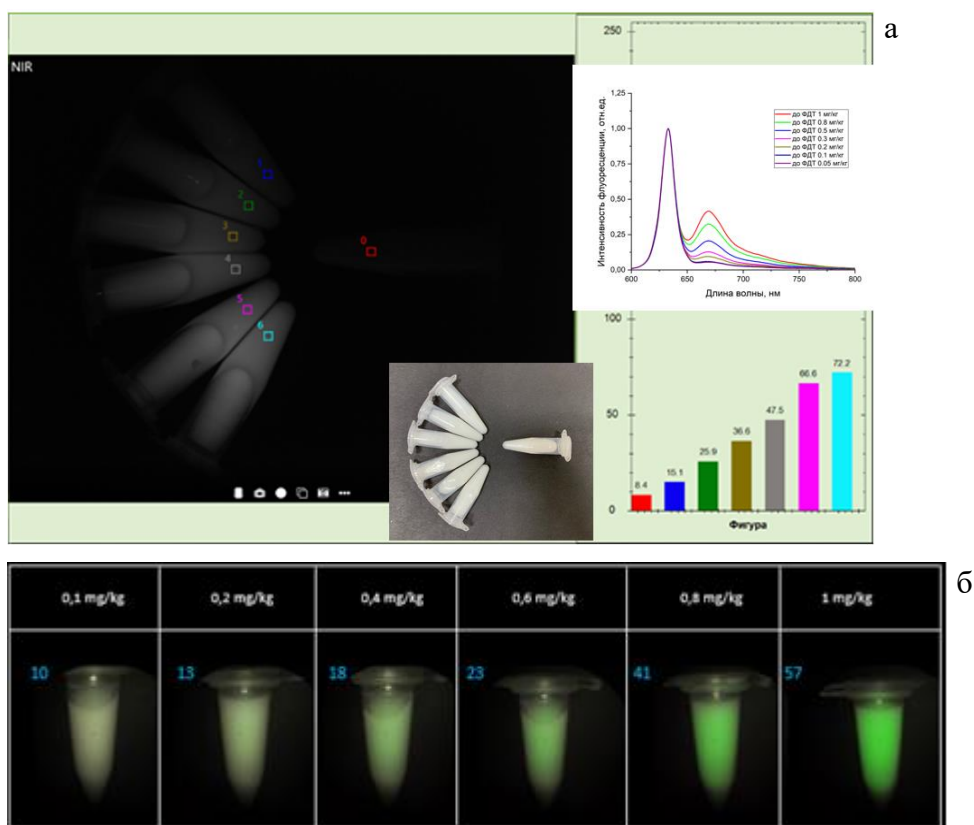 а
NIR
1
2
3
4
5
6
0
250
Интенсивность флуоресценции, отн.ед.
1,25
1,00
0,75
0,50
0,25
0,00
600
650
700
750
800
Длина волны, нм
до ФДТ 1 мг/кг
до ФДТ 0.8 мг/кг
до ФДТ 0.5 мг/кг
до ФДТ 0.3 мг/кг
до ФДТ 0.2 мг/кг
до ФДТ 0.1 мг/кг
до ФДТ 0.05 мг/кг
100
50
0
8.4
15.1
25.9
36.6
47.5
66.6
72.2
Фигура
б
0,1 mg/kg 0,2 mg/kg 0,4 mg/kg 0,6 mg/kg 0,8 mg/kg 1 mg/kg
10 13 18 23 41 57